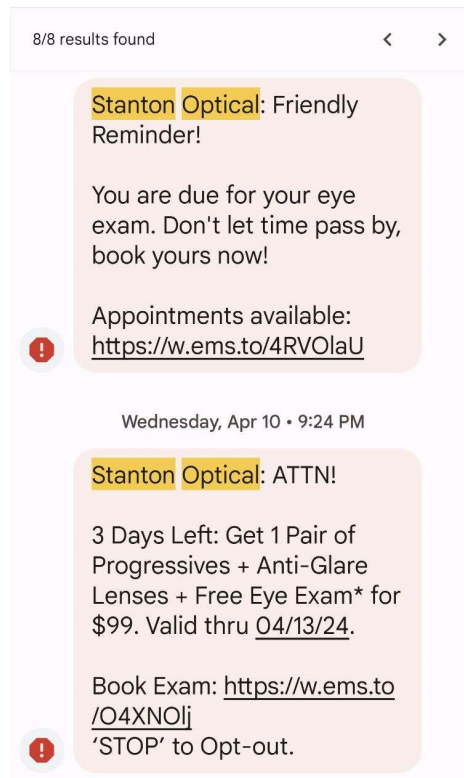 8/8 results found
Stanton Optical: Friendly
Reminder!
You are due for your eye
exam. Don't let time pass by,
book yours now!
Appointments available:
https://w.ems.to/4RVOlaU
Wednesday, Apr 10 • 9:24 PM
Stanton Optical: ATTN!
3 Days Left: Get 1 Pair of
Progressives + Anti-Glare
Lenses + Free Eye Exam* for
$99. Valid thru 04/13/24.
Book Exam: https://w.ems.to
/O4XNOlj
‘STOP’ to Opt-out.